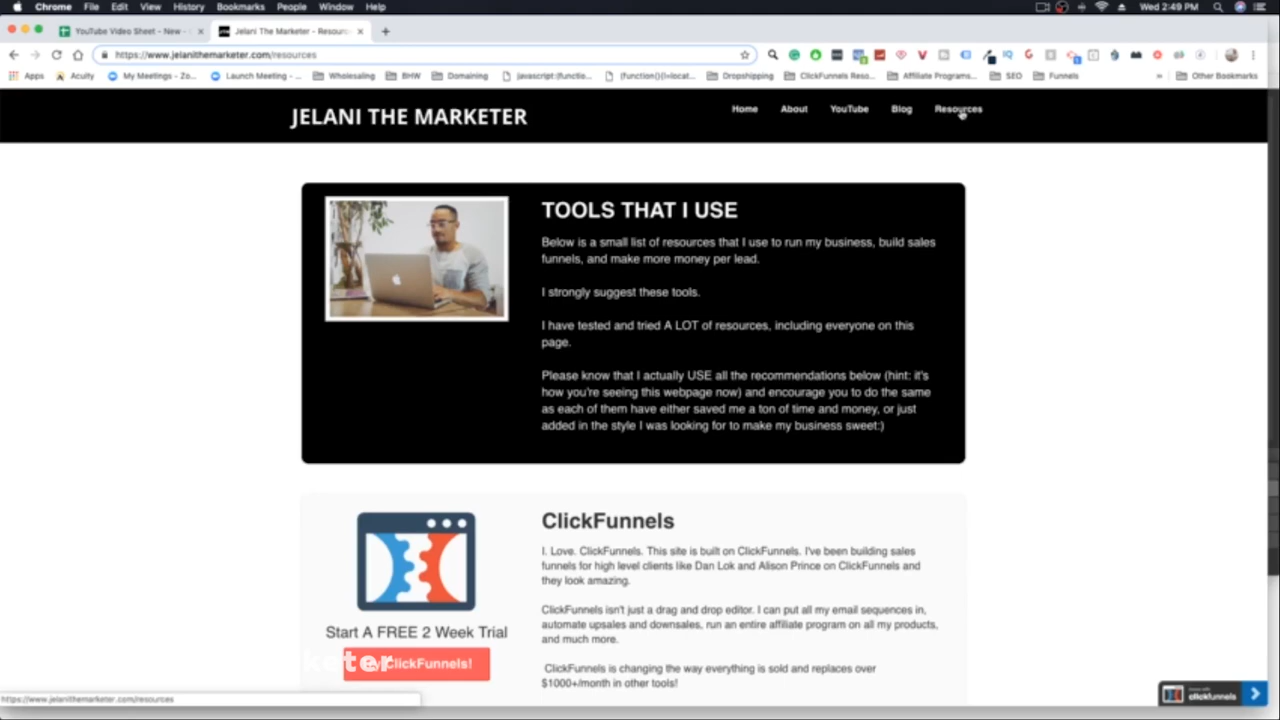 Chrome File Edit View History Bookmarks People Window Help
Wed 2:49 PM
YouTube Video Sheet - New -
Jelani The Marketer - Resourc
https://www.jelanithemarketer.com/resources
Apps Acuity My Meetings - Zo... Launch Meeting - ... Wholesaling BHW Domaining javascript:(functio... (function(){l=locat... Dropshipping ClickFunnels Reso... Affiliate Programs... SEO Funnels » Other Bookmarks
JELANI THE MARKETER
Home About YouTube Blog Resources
TOOLS THAT I USE
Below is a small list of resources that I use to run my business, build sales
funnels, and make more money per lead.
I strongly suggest these tools.
I have tested and tried A LOT of resources, including everyone on this
page.
Please know that I actually USE all the recommendations below (hint: it's
how you're seeing this webpage now) and encourage you to do the same
as each of them have either saved me a ton of time and money, or just
added in the style I was looking for to make my business sweet:)
ClickFunnels
I. Love. ClickFunnels. This site is built on ClickFunnels. I've been building sales
funnels for high level clients like Dan Lok and Alison Prince on ClickFunnels and
they look amazing.
ClickFunnels isn't just a drag and drop editor. I can put all my email sequences in,
automate upsales and downsales, run an entire affiliate program on all my products,
and much more.
ClickFunnels is changing the way everything is sold and replaces over
$1000+/month in other tools!
Start A FREE 2 Week Trial
ClickFunnels!
keter
https://www.jelanithemarketer.com/resources
clickfunnels